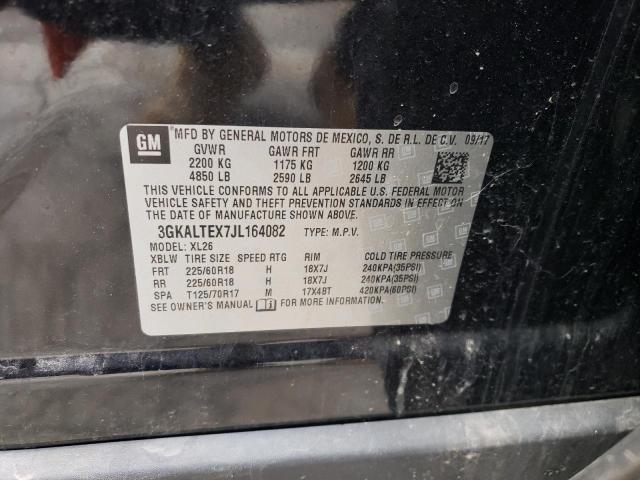 GM
MFD BY GENERAL MOTORS DE MEXICO, S. DE R.L. DE C.V. 09/17
GVWR GAWR FRT GAWR RR
2200 KG 1175 KG 1200 KG
4850 LB 2590 LB 2645 LB
THIS VEHICLE CONFORMS TO ALL APPLICABLE U.S. FEDERAL MOTOR
VEHICLE SAFETY AND THEFT PREVENTION STANDARDS IN EFFECT ON THE
DATE OF MANUFACTURE SHOWN ABOVE.
3GKALTEX7JL164082 TYPE: M.P.V.
MODEL: XL26
XBLW TIRE SIZE SPEED RTG RIM COLD TIRE PRESSURE
FRT 225/60R18 H 18X7J 240KPA(35PSI)
RR 225/60R18 H 18X7J 240KPA(35PSI)
SPA T125/70R17 M 17X4BT 420KPA(60PSI)
SEE OWNER'S MANUAL FOR MORE INFORMATION.